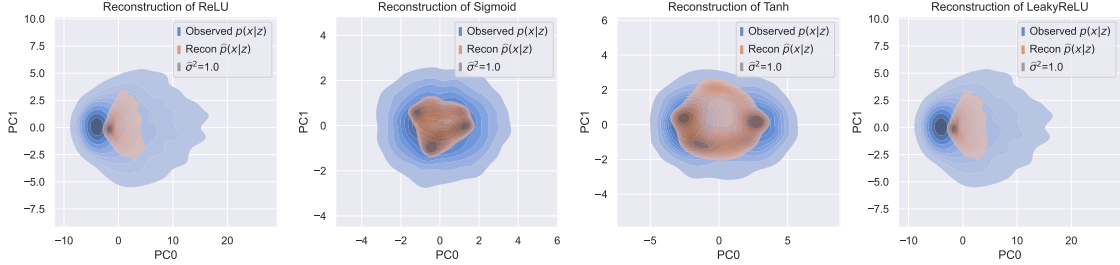 Reconstruction of ReLU
10.0
7.5
5.0
2.5
0.0
−2.5
−5.0
−7.5
PC1
Observed p(x|z)
Recon p̂(x|z)
σ̂²=1.0
−10
0
10
20
PC0
Reconstruction of Sigmoid
4
2
0
−2
−4
PC1
Observed p(x|z)
Recon p̂(x|z)
σ̂²=1.0
−4
−2
0
2
4
6
PC0
Reconstruction of Tanh
6
4
2
0
−2
−4
PC1
Observed p(x|z)
Recon p̂(x|z)
σ̂²=1.0
−5
0
5
PC0
Reconstruction of LeakyReLU
10.0
7.5
5.0
2.5
0.0
−2.5
−5.0
−7.5
PC1
Observed p(x|z)
Recon p̂(x|z)
σ̂²=1.0
−10
0
10
20
PC0